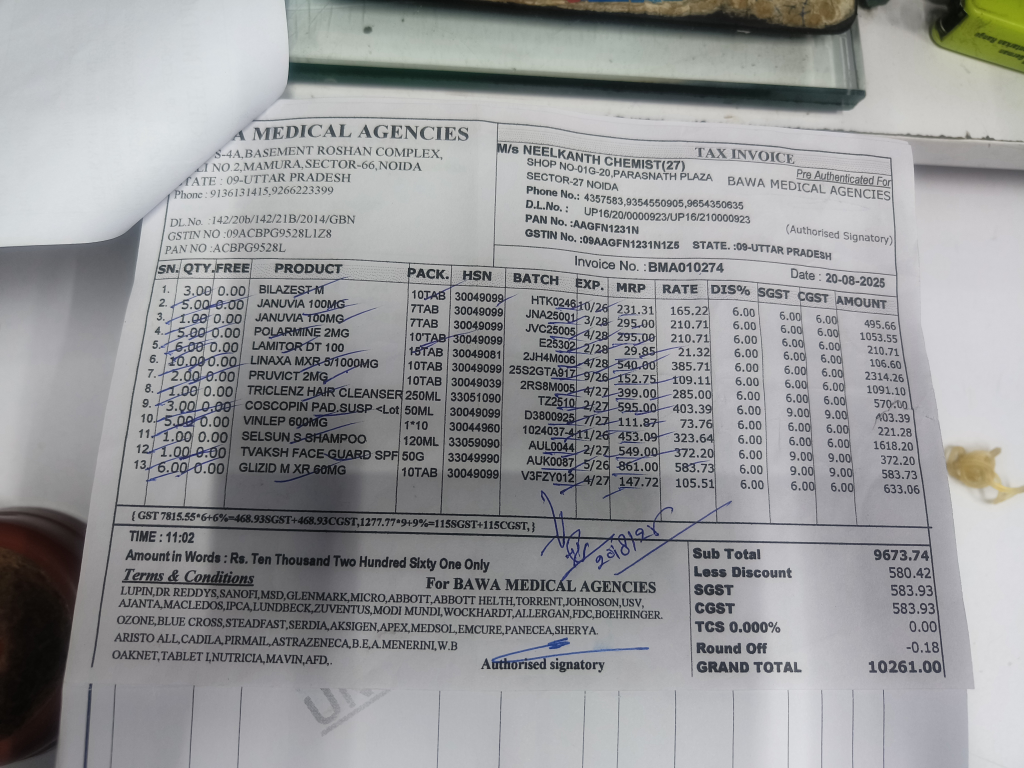 A MEDICAL AGENCIES
S-4A,BASEMENT ROSHAN COMPLEX,
NO.2,MAMURA,SECTOR-66,NOIDA
STATE : 09-UTTAR PRADESH
Phone : 9136131415,9266223399
DL.No. :142/20b/142/21B/2014/GBN
GSTIN NO :09ACBPG9528L1Z8
PAN NO :ACBPG9528L
TAX INVOICE
M/s NEELKANTH CHEMIST(27)
SHOP NO-01G-20,PARASNATH PLAZA
SECTOR-27 NOIDA
Phone No.: 4357583,9354550905,9654350635
D.L.No. : UP16/20/0000923/UP16/210000923
PAN No. :AAGFN1231N
GSTIN No. :09AAGFN1231N1Z5 STATE. :09-UTTAR PRADESH
Pre Authenticated For
BAWA MEDICAL AGENCIES
(Authorised Signatory)
Invoice No. :BMA010274 Date : 20-08-2025
SN. QTY. FREE PRODUCT PACK. HSN BATCH EXP. MRP RATE DIS% SGST CGST AMOUNT
1. 3.00 0.00 BILAZEST M 10TAB 30049099 HTK0246 10/26 231.31 165.22 6.00 6.00 6.00 495.66
2. 5.00 0.00 JANUVIA 100MG 7TAB 30049099 JNA25001 3/28 295.00 210.71 6.00 6.00 6.00 1053.55
3. 1.00 0.00 JANUVIA 100MG 7TAB 30049099 JVC25005 4/28 295.00 210.71 6.00 6.00 6.00 210.71
4. 5.00 0.00 POLARMINE 2MG 10TAB 30049099 E25302 2/28 29.85 21.32 6.00 6.00 6.00 106.60
5. 6.00 0.00 LAMITOR DT 100 15TAB 30049081 2JH4M006 4/28 540.00 385.71 6.00 6.00 6.00 2314.26
6. 10.00 0.00 LINAXA MXR 5/1000MG 10TAB 30049099 25S2GTA917 9/26 152.75 109.11 6.00 6.00 6.00 1091.10
7. 2.00 0.00 PRUVICT 2MG 10TAB 30049039 2RS8M005 4/27 399.00 285.00 6.00 6.00 6.00 570.00
8. 1.00 0.00 TRICLENZ HAIR CLEANSER 250ML 33051090 TZ2510 2/27 595.00 403.39 6.00 9.00 9.00 403.39
9. 3.00 0.00 COSCOPIN PAD SUSP <Lot 50ML 30049099 D3800925 7/27 111.87 73.76 6.00 6.00 6.00 221.28
10. 5.00 0.00 VINLEP 600MG 1*10 30044960 1024037-4 11/26 453.09 323.64 6.00 6.00 6.00 1618.20
11. 1.00 0.00 SELSUN S SHAMPOO 120ML 33059090 AUL0044 2/27 549.00 372.20 6.00 9.00 9.00 372.20
12. 1.00 0.00 TVAKSH FACE GUARD SPF 50G 33049990 AUK0087 5/26 861.00 583.73 6.00 9.00 9.00 583.73
13. 6.00 0.00 GLIZID M XR 60MG 10TAB 30049099 V3FZY012 4/27 147.72 105.51 6.00 6.00 6.00 633.06
{ GST 7815.55*6+6%=468.93SGST+468.93CGST,1277.77*9+9%=115SGST+115CGST, }
TIME : 11:02
Amount in Words : Rs. Ten Thousand Two Hundred Sixty One Only
Terms & Conditions
For BAWA MEDICAL AGENCIES
LUPIN,DR REDDYS,SANOFI,MSD,GLENMARK,MICRO,ABBOTT,ABBOTT HELTH,TORRENT,JOHNOSON,USV,
AJANTA,MACLEDOS,IPCA,LUNDBECK,ZUVENTUS,MODI MUNDI,WOCKHARDT,ALLERGAN,FDC,BOEHRINGER.
OZONE,BLUE CROSS,STEADFAST,SERDIA,AKSIGEN,APEX,MEDSOL,EMCURE,PANECEA,SHERYA.
ARISTO ALL,CADILA,PIRMAIL,ASTRAZENECA,B.E,A.MENERINI,W.B
OAKNET,TABLET I,NUTRICIA,MAVIN,AFD,.
Authorised signatory
Sub Total 9673.74
Less Discount 580.42
SGST 583.93
CGST 583.93
TCS 0.000% 0.00
Round Off -0.18
GRAND TOTAL 10261.00